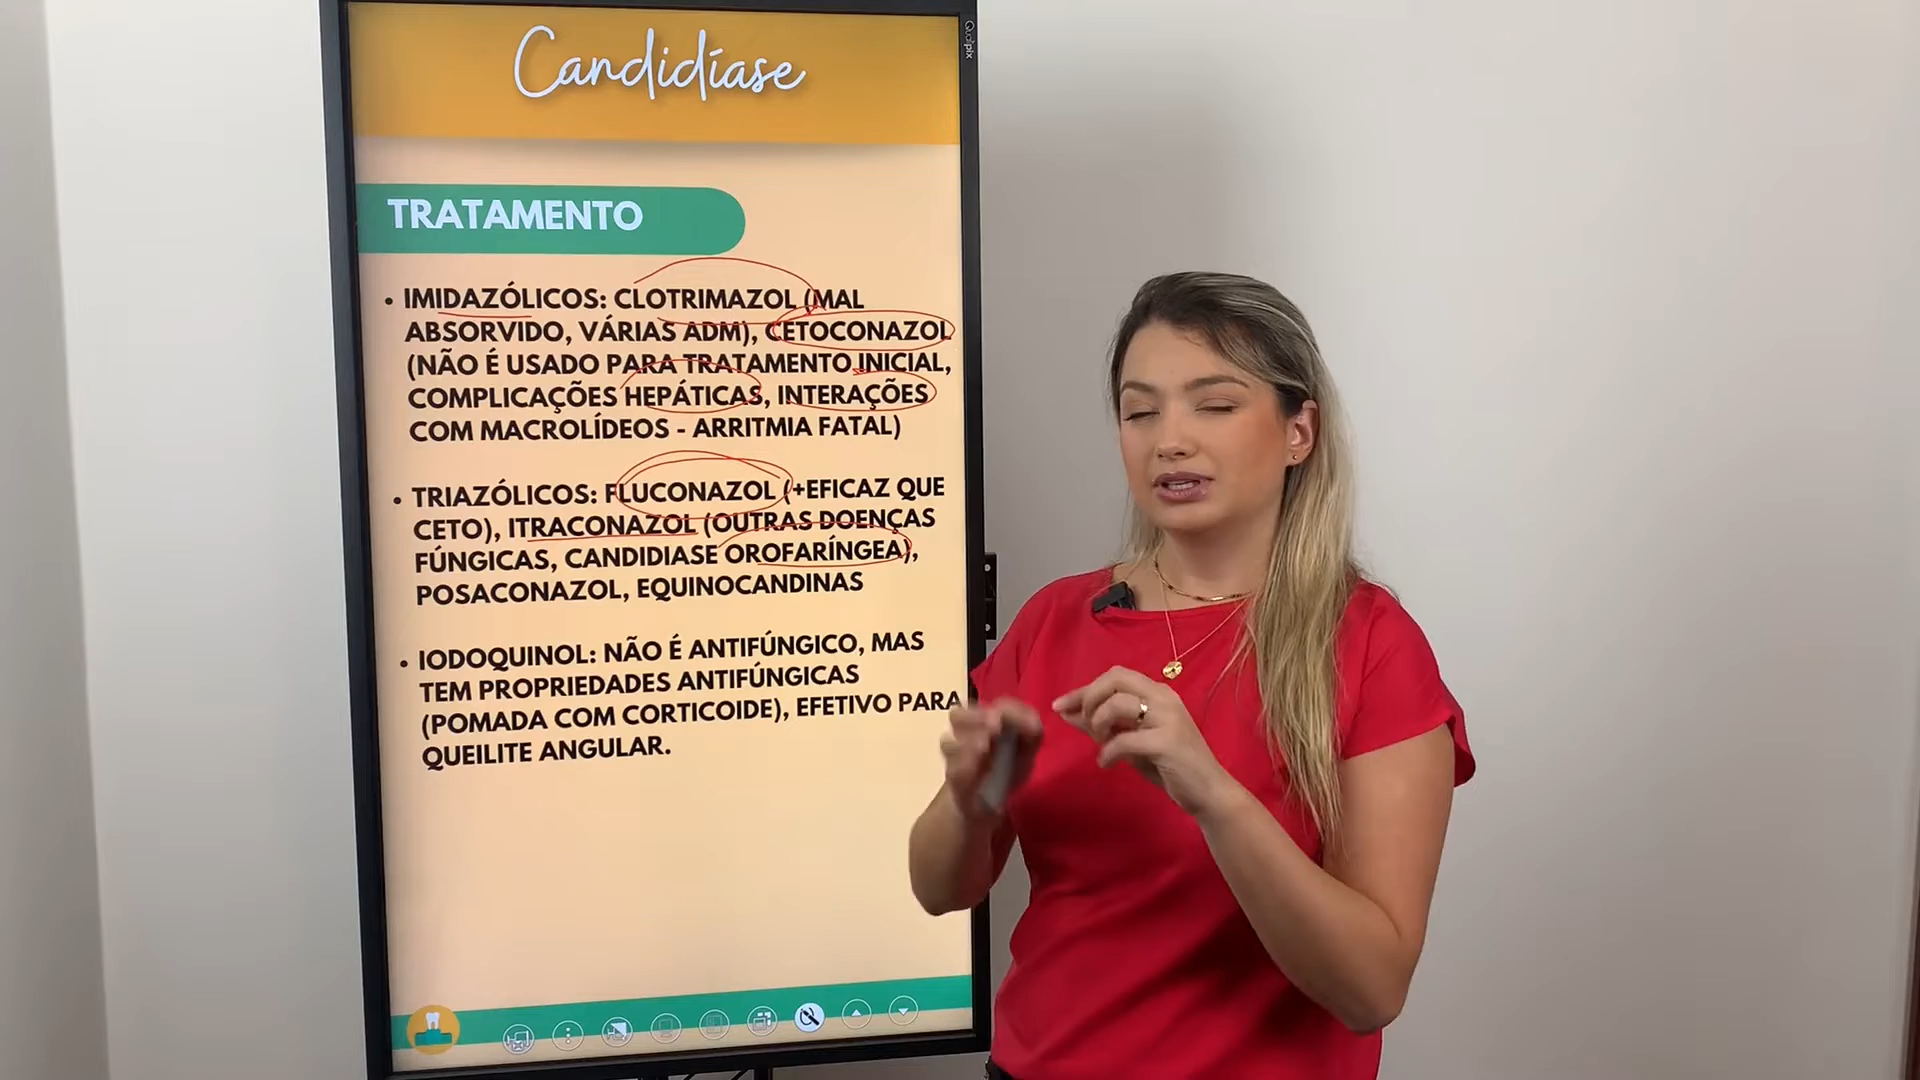 Qualipix
Candidíase
TRATAMENTO
• IMIDAZÓLICOS: CLOTRIMAZOL (MAL
ABSORVIDO, VÁRIAS ADM), CETOCONAZOL
(NÃO É USADO PARA TRATAMENTO INICIAL,
COMPLICAÇÕES HEPÁTICAS, INTERAÇÕES
COM MACROLÍDEOS - ARRITMIA FATAL)
• TRIAZÓLICOS: FLUCONAZOL (+EFICAZ QUE
CETO), ITRACONAZOL (OUTRAS DOENÇAS
FÚNGICAS, CANDIDIASE OROFARÍNGEA),
POSACONAZOL, EQUINOCANDINAS
• IODOQUINOL: NÃO É ANTIFÚNGICO, MAS
TEM PROPRIEDADES ANTIFÚNGICAS
(POMADA COM CORTICOIDE), EFETIVO PARA
QUEILITE ANGULAR.